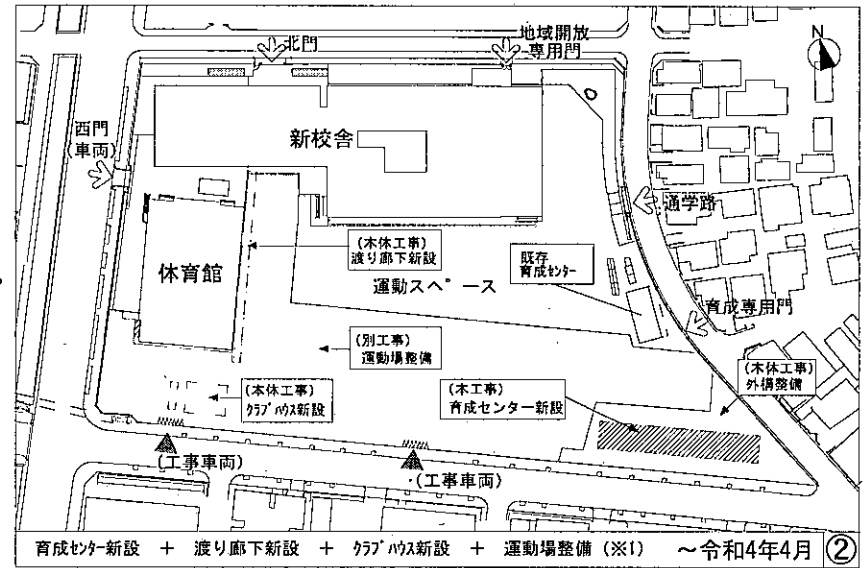 北門
地域開放
専用門
N
西門
(車両)
新校舎
通学路
(本体工事)
渡り廊下新設
既存
育成センター
体育館
運動スペース
育成専用門
(別工事)
運動場整備
(本体工事)
クラブハウス新設
(本工事)
育成センター新設
(本体工事)
外構整備
(工事車両)
(工事車両)
育成センター新設 + 渡り廊下新設 + クラブハウス新設 + 運動場整備 (※1) ~令和4年4月 ②